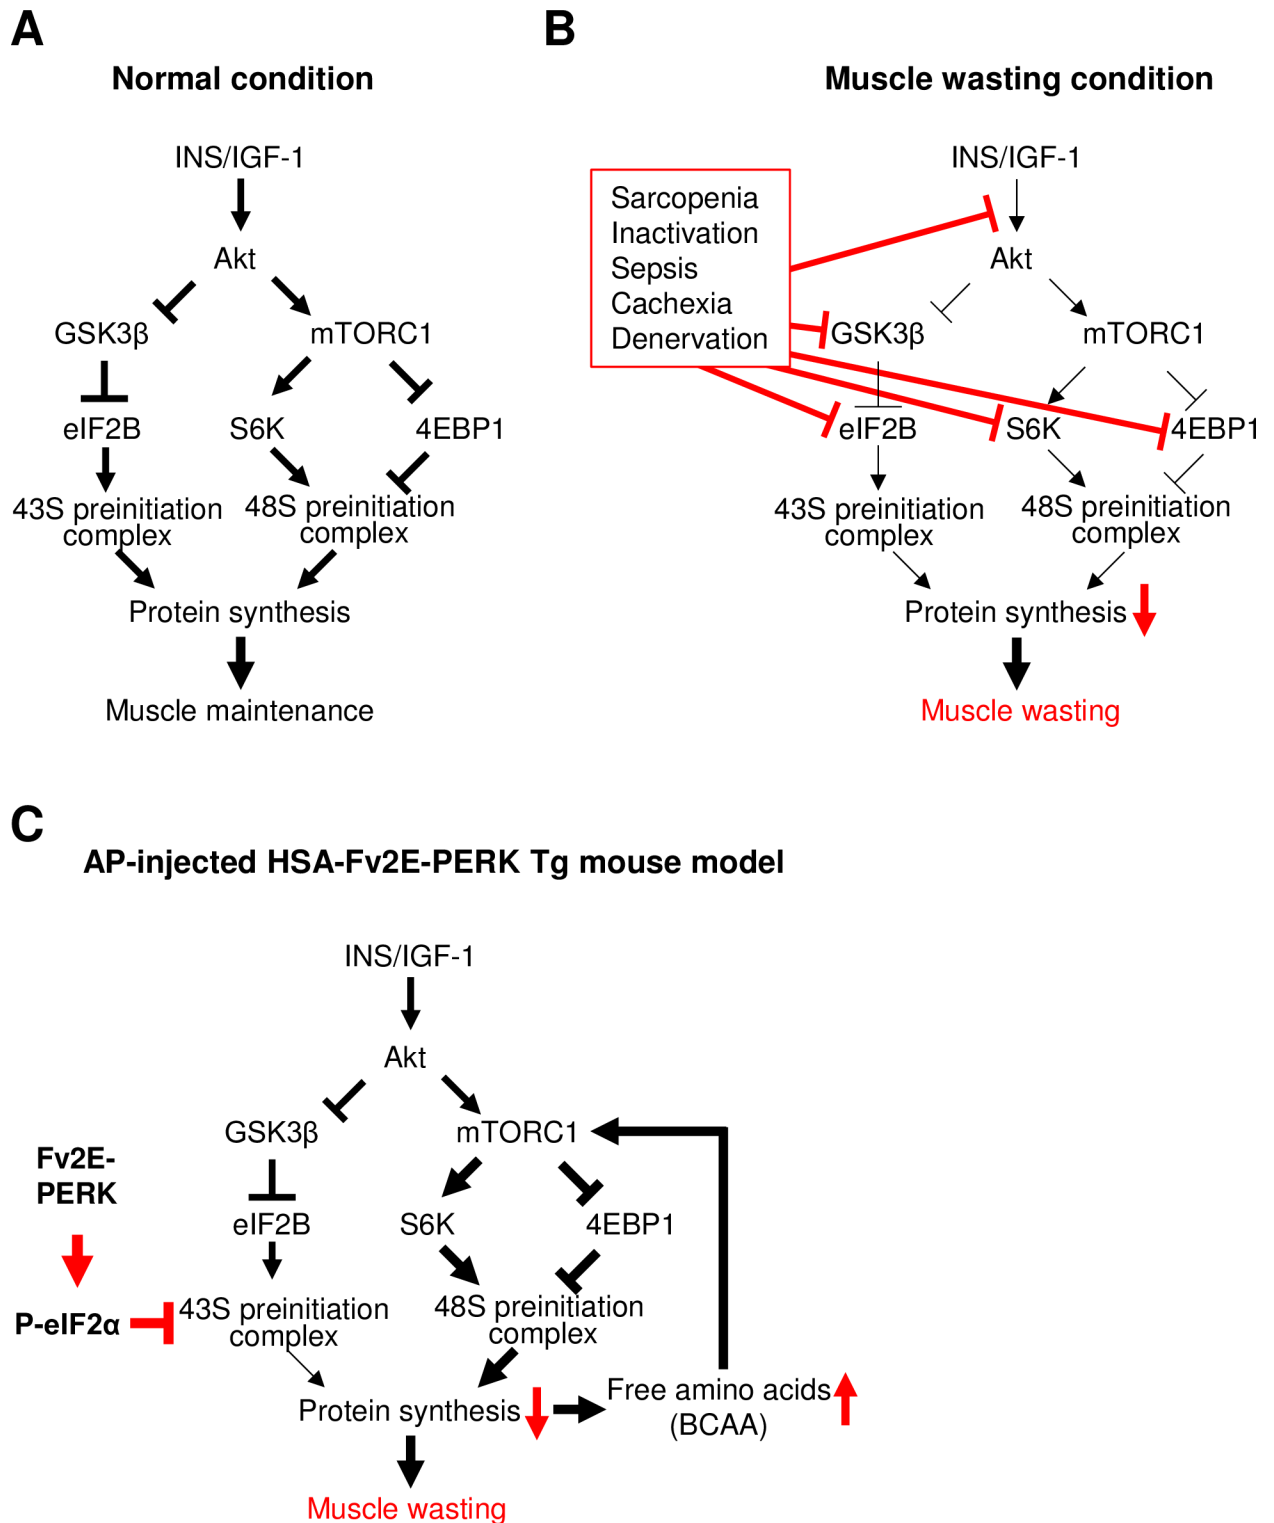 A
Normal condition
INS/IGF-1
Akt
GSK3β
mTORC1
eIF2B
S6K
4EBP1
43S preinitiation
complex
48S preinitiation
complex
Protein synthesis
Muscle maintenance
B
Muscle wasting condition
Sarcopenia
Inactivation
Sepsis
Cachexia
Denervation
INS/IGF-1
Akt
GSK3β
mTORC1
eIF2B
S6K
4EBP1
43S preinitiation
complex
48S preinitiation
complex
Protein synthesis
Muscle wasting
C
AP-injected HSA-Fv2E-PERK Tg mouse model
INS/IGF-1
Akt
GSK3β
mTORC1
Fv2E-
PERK
eIF2B
S6K
4EBP1
P-eIF2α
43S preinitiation
complex
48S preinitiation
complex
Protein synthesis
Free amino acids
(BCAA)
Muscle wasting